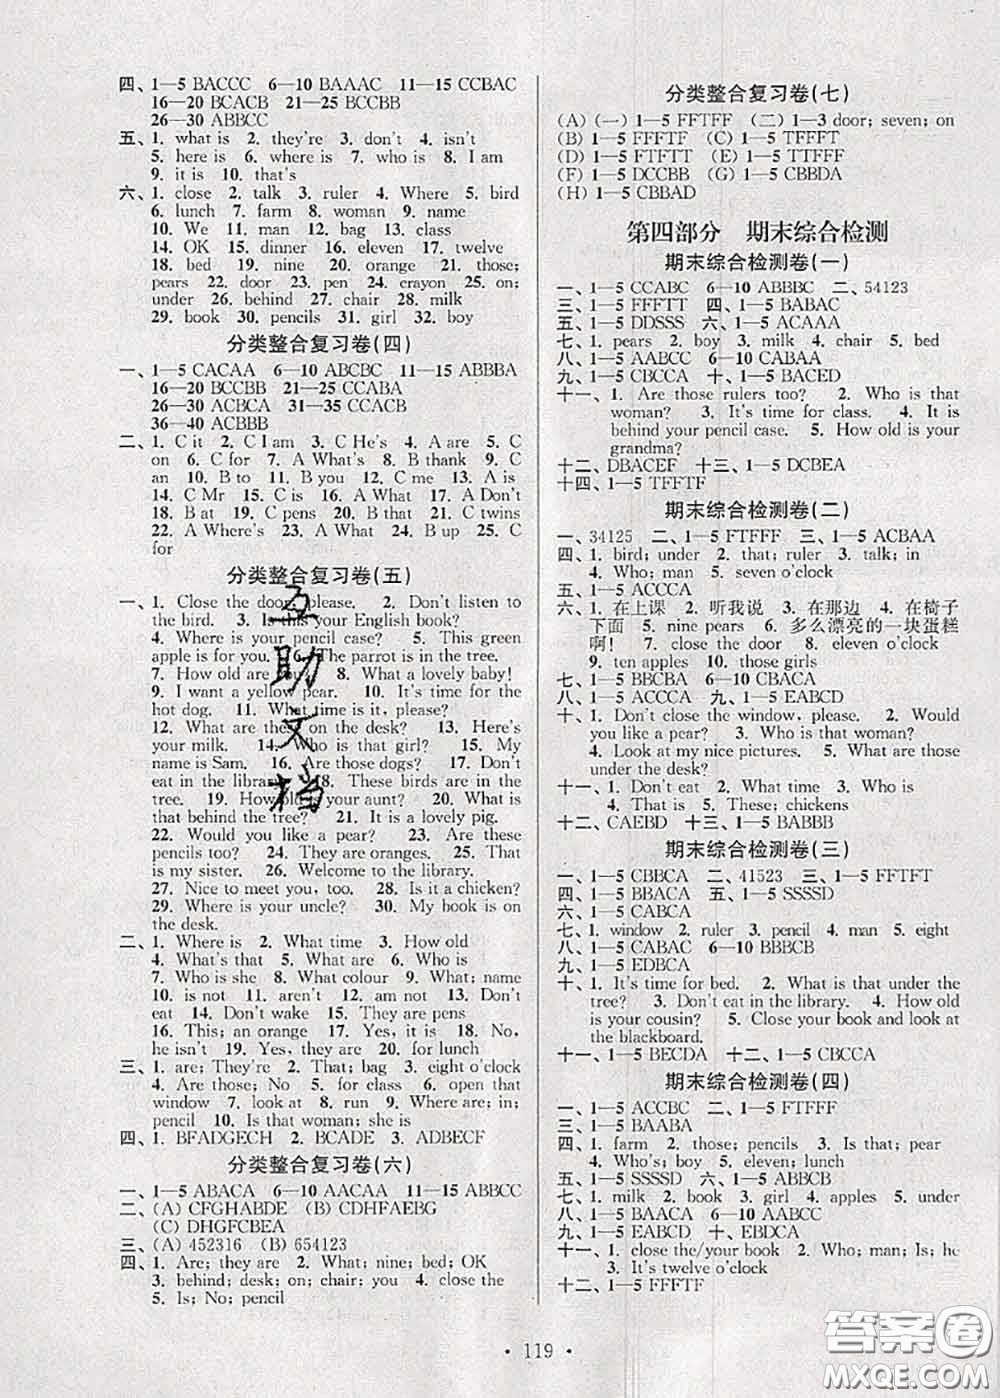 四、1—5 BACCC 6—10 BAAAC 11—15 CCBAC
16—20 BCACB 21—25 BCCBB
26—30 ABBCC
五、1. what is 2. they're 3. don't 4. isn't
5. here is 6. where is 7. who is 8. I am
9. it is 10. that's
六、1. close 2. talk 3. ruler 4. Where 5. bird
6. lunch 7. farm 8. woman 9. name
10. We 11. man 12. bag 13. class
14. OK 15. dinner 16. eleven 17. twelve
18. bed 19. nine 20. orange 21. those;
pears 22. door 23. pen 24. crayon 25. on;
under 26. behind 27. chair 28. milk
29. book 30. pencils 31. girl 32. boy
分类整合复习卷(四)
一、1—5 CACAA 6—10 ABCBC 11—15 ABBBA
16—20 BCCBB 21—25 CCABA
26—30 ACBCA 31—35 CCACB
36—40 ACBBB
二、1. C it 2. C I am 3. C He's 4. A are 5. C
on 6. C for 7. A What's 8. B thank 9. C
an 10. B to 11. B you 12. C me 13. A is
14. C Mr 15. C is 16. A What 17. A Don't
18. B at 19. C pens 20. B that 21. C twins
22. A Where's 23. B This 24. B up 25. C
for
分类整合复习卷(五)
一、1. Close the door, please. 2. Don't listen to
the bird. 3. Is this your English book?
4. Where is your pencil case? 5. This green
apple is for you. 6. The parrot is in the tree.
7. How old are you? 8. What a lovely baby!
9. I want a yellow pear. 10. It's time for the
hot dog. 11. What time is it, please?
12. What are these on the desk? 13. Here's
your milk. 14. Who is that girl? 15. My
name is Sam. 16. Are those dogs? 17. Don't
eat in the library. 18. These birds are in the
tree. 19. How old is your aunt? 20. What is
that behind the tree? 21. It is a lovely pig.
22. Would you like a pear? 23. Are these
pencils too? 24. They are oranges. 25. That
is my sister. 26. Welcome to the library.
27. Nice to meet you, too. 28. Is it a chicken?
29. Where is your uncle? 30. My book is on
the desk.
二、1. Where is 2. What time 3. How old
4. What's that 5. What are 6. Who is
7. Who is she 8. What colour 9. What; name
10. is not 11. aren't 12. am not 13. Don't
eat 14. Don't wake 15. They are pens
16. This; an orange 17. Yes, it is 18. No,
he isn't 19. Yes, they are 20. for lunch
三、1. are; They're 2. That; bag 3. eight o'clock
4. Are those; No 5. for class 6. open that
window 7. look at 8. run 9. Where are; in;
pencil 10. Is that woman; she is
四、1. BFADGECH 2. BCADE 3. ADBECF
分类整合复习卷(六)
一、1—5 ABACA 6—10 AACAA 11—15 ABBCC
二、(A) CFGHABDE (B) CDHFAEBG
(C) DHGFCBEA
三、(A) 452316 (B) 654123
四、1. Are; they are 2. What; nine; bed; OK
3. behind; desk; on; chair; you 4. close the
5. Is; No; pencil
分类整合复习卷(七)
(A) (一) 1—5 FFTFF (二) 1—3 door; seven; on
(B) 1—5 FFFTF (C) 1—5 TFFFT
(D) 1—5 FTFTT (E) 1—5 TTFFF
(F) 1—5 DCCBB (G) 1—5 CBBDA
(H) 1—5 CBBAD
第四部分 期末综合检测
期末综合检测卷(一)
一、1—5 CCABC 6—10 ABBBC 二、54123
三、1—5 FFFTT 四、1—5 BABAC
五、1—5 DDSSS 六、1—5 ACAAA
七、1. pears 2. boy 3. milk 4. chair 5. bed
八、1—5 AABCC 6—10 CABAA
九、1—5 CBCCA 十、1—5 BACED
十一、1. Are those rulers too? 2. Who is that
woman? 3. It's time for class. 4. It is
behind your pencil case. 5. How old is your
grandma?
十二、DBACEF 十三、1—5 DCBEA
十四、1—5 TFFTF
期末综合检测卷(二)
一、34125 二、1—5 FTFFF 三、1—5 ACBAA
四、1. bird; under 2. that; ruler 3. talk; in
4. Who; man 5. seven o'clock
五、1—5 ACCCA
六、1. 在上课 2. 听我说 3. 在那边 4. 在椅子
下面 5. nine pears 6. 多么漂亮的一块蛋糕
啊! 7. close the door 8. eleven o'clock
9. ten apples 10. those girls
七、1—5 BBCBA 6—10 CBACA
八、1—5 ACCCA 九、1—5 EABCD
十、1. Don't close the window, please. 2. Would
you like a pear? 3. Who is that woman?
4. Look at my nice pictures. 5. What are those
under the desk?
十一、1. Don't eat 2. What time 3. Who is
4. That is 5. These; chickens
十二、CAEBD 十三、1—5 BABBB
期末综合检测卷(三)
一、1—5 CBBCA 二、41523 三、1—5 FFTFT
四、1—5 BBACA 五、1—5 SSSSD
六、1—5 CABCA
七、1. window 2. ruler 3. pencil 4. man 5. eight
八、1—5 CABAC 6—10 BBBCB
九、1—5 EDBCA
十、1. It's time for bed. 2. What is that under the
tree? 3. Don't eat in the library. 4. How old
is your cousin? 5. Close your book and look at
the blackboard.
十一、1—5 BECDA 十二、1—5 CBCCA
期末综合检测卷(四)
一、1—5 ACCBC 二、1—5 FTFFF
三、1—5 BAABA
四、1. farm 2. those; pencils 3. Is that; pear
4. Who's; boy 5. eleven; lunch
五、1—5 SSSSD 六、1—5 ABBCB
七、1. milk 2. book 3. girl 4. apples 5. under
八、1—5 BAACA 6—10 AABCC
九、1—5 EABCD 十、EBDCA
十一、1. close the/your book 2. Who; man; Is; he
3. It's twelve o'clock
十二、1—5 FFFTF
互
助
文
档
• 119 •
答案圈
MXQE.COM